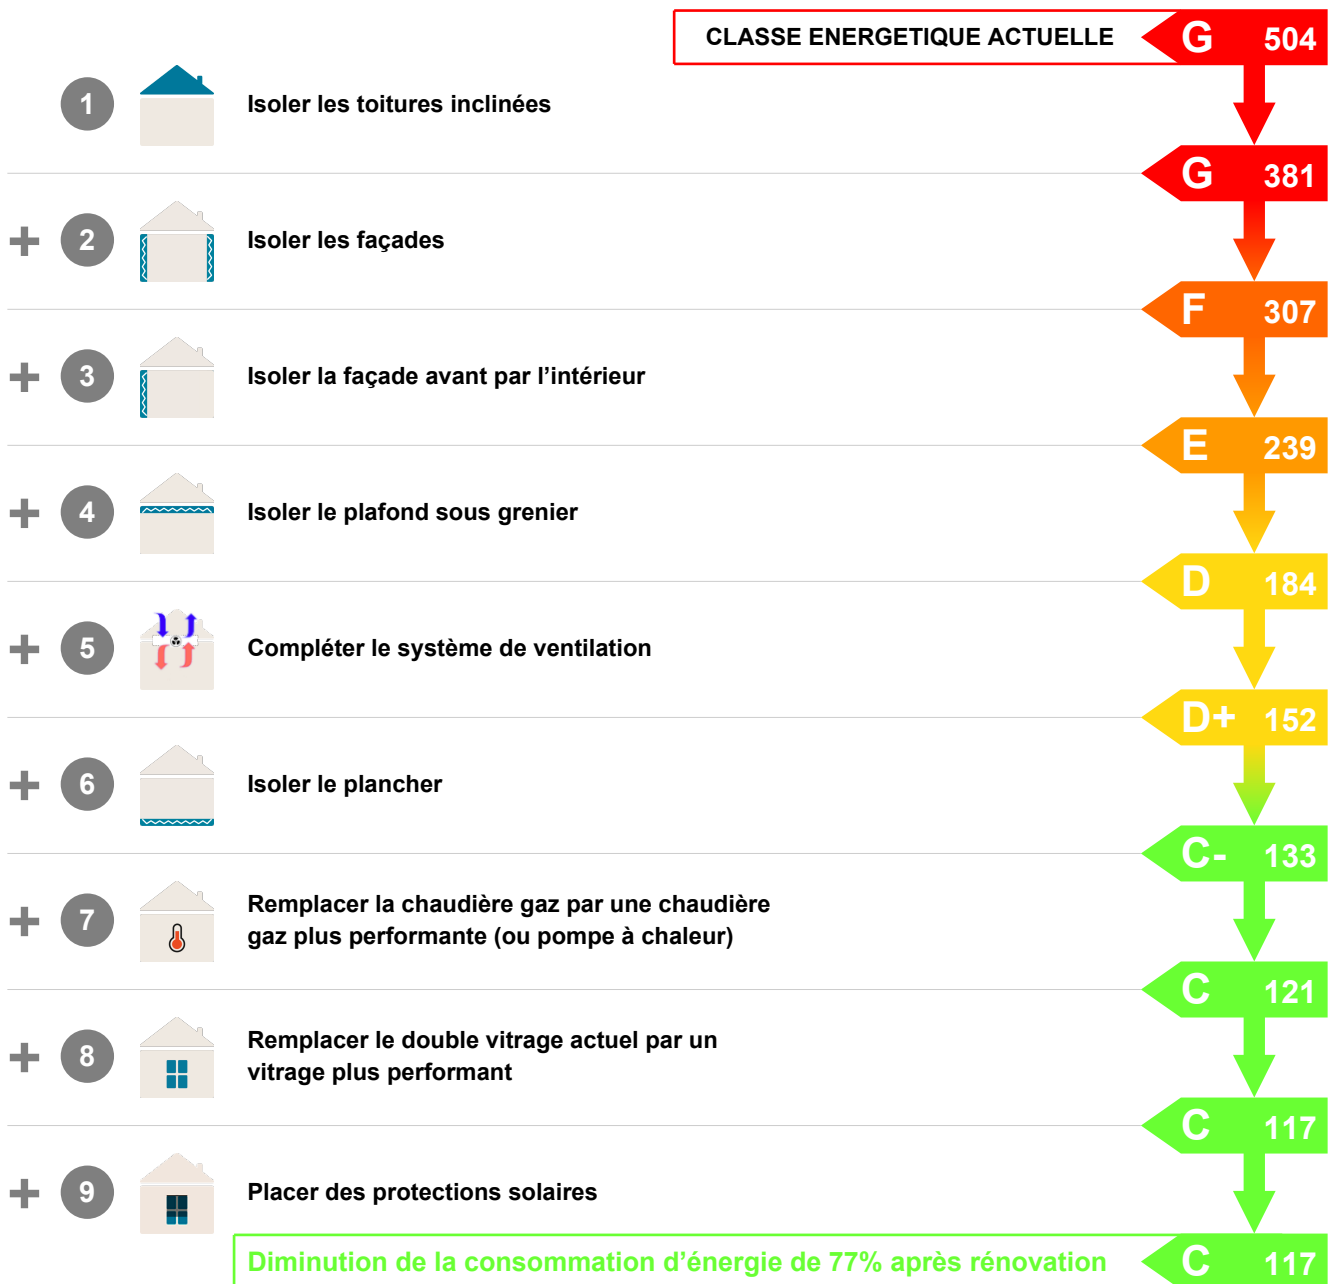 CLASSE ENERGETIQUE ACTUELLE G 504
1 Isoler les toitures inclinées
G 381
+ 2 Isoler les façades
F 307
+ 3 Isoler la façade avant par l’intérieur
E 239
+ 4 Isoler le plafond sous grenier
D 184
+ 5 Compléter le système de ventilation
D+ 152
+ 6 Isoler le plancher
C- 133
+ 7 Remplacer la chaudière gaz par une chaudière
gaz plus performante (ou pompe à chaleur)
C 121
+ 8 Remplacer le double vitrage actuel par un
vitrage plus performant
C 117
+ 9 Placer des protections solaires
Diminution de la consommation d’énergie de 77% après rénovation C 117